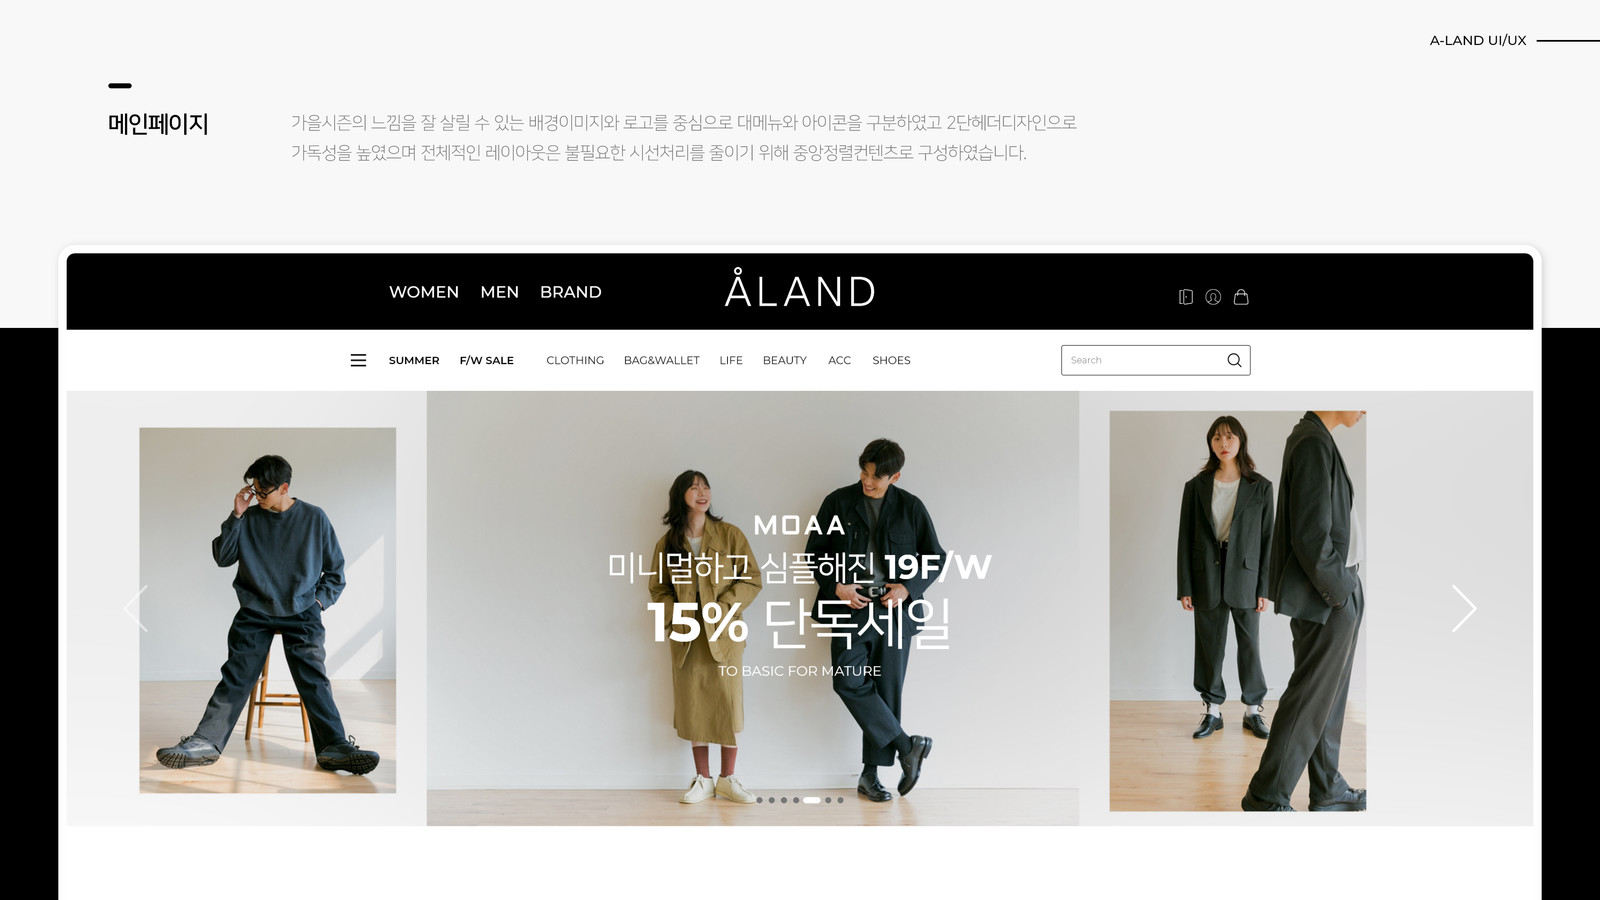 A-LAND UI/UX
메인페이지
가을시즌의 느낌을 잘 살릴 수 있는 배경이미지와 로고를 중심으로 대메뉴와 아이콘을 구분하였고 2단헤더디자인으로
가독성을 높였으며 전체적인 레이아웃은 불필요한 시선처리를 줄이기 위해 중앙정렬컨텐츠로 구성하였습니다.
WOMEN MEN BRAND
ÅLAND
SUMMER F/W SALE CLOTHING BAG&WALLET LIFE BEAUTY ACC SHOES
Search
MOAA
미니멀하고 심플해진 19F/W
15% 단독세일
TO BASIC FOR MATURE